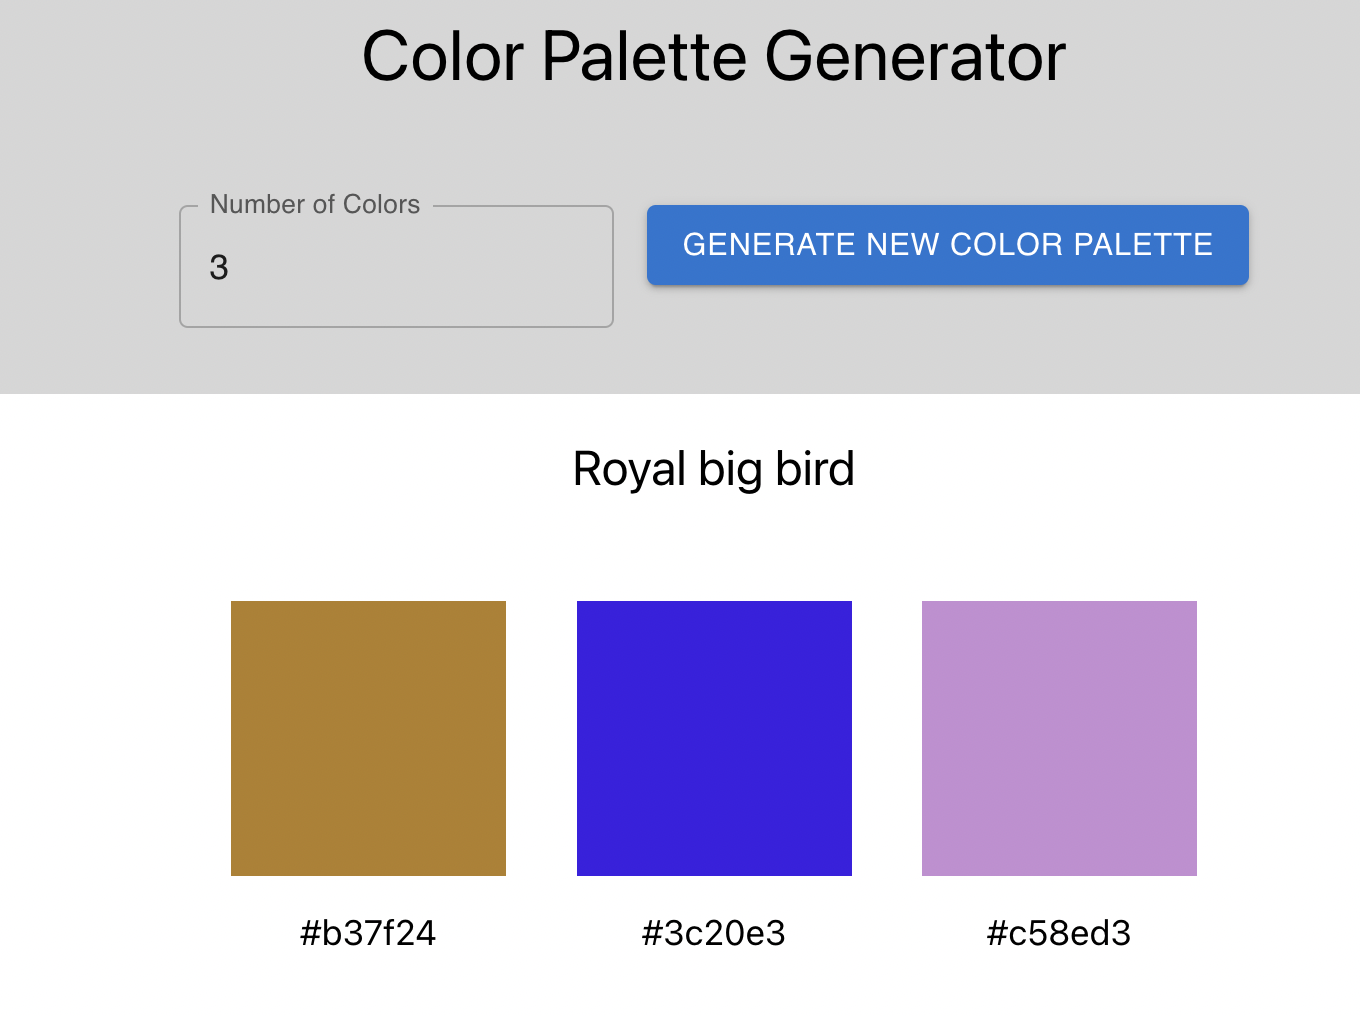 Color Palette Generator
Number of Colors
3
GENERATE NEW COLOR PALETTE
Royal big bird
#b37f24
#3c20e3
#c58ed3